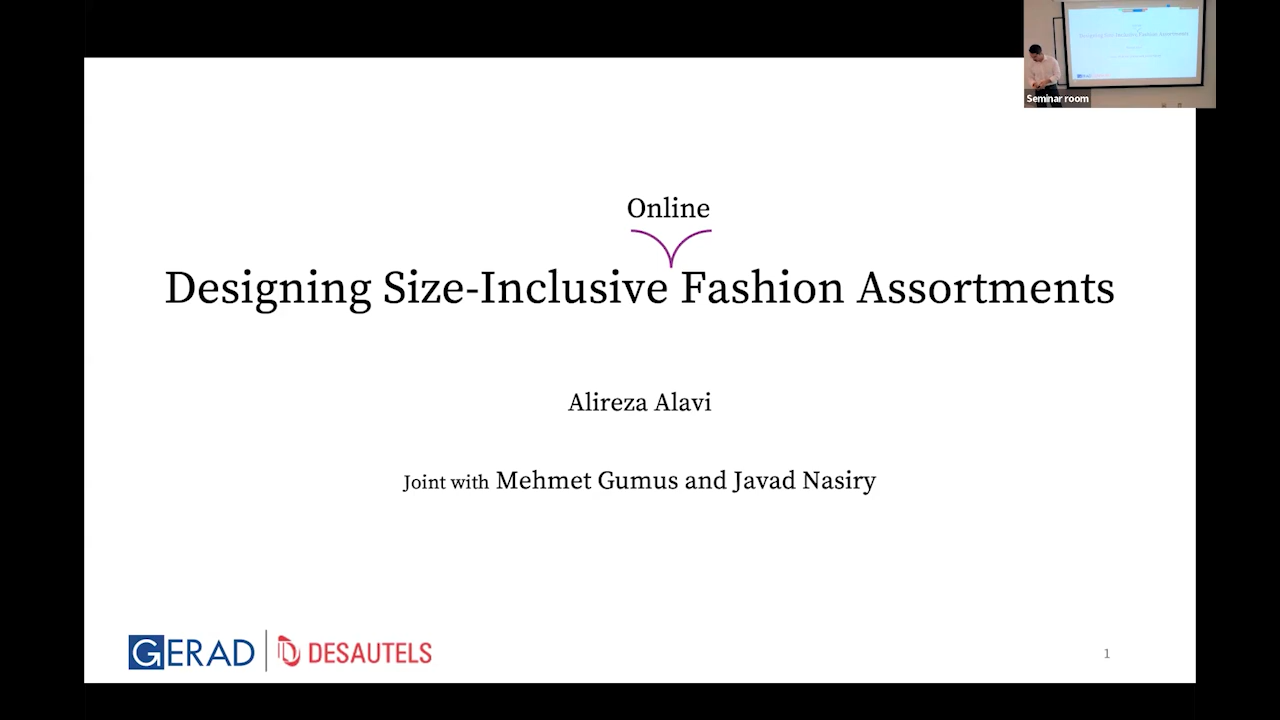 Seminar room
Online
Designing Size-Inclusive Fashion Assortments
Alireza Alavi
Joint with Mehmet Gumus and Javad Nasiry
GERAD
DESAUTELS
1